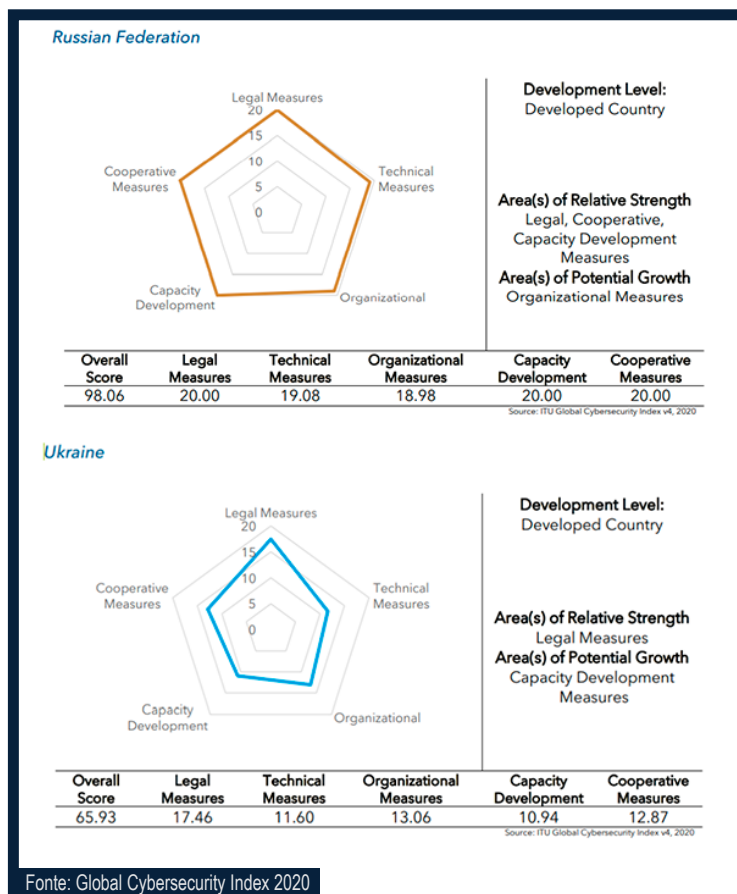 Russian Federation
Legal Measures
20
15
10
5
0
Technical
Measures
Organizational
Capacity
Development
Cooperative
Measures
Development Level:
Developed Country
Area(s) of Relative Strength
Legal, Cooperative,
Capacity Development
Measures
Area(s) of Potential Growth
Organizational Measures
Overall Score Legal Measures Technical Measures Organizational Measures Capacity Development Cooperative Measures
98.06 20.00 19.08 18.98 20.00 20.00
Source: ITU Global Cybersecurity Index v4, 2020
Ukraine
Legal Measures
20
15
10
5
0
Technical
Measures
Organizational
Capacity
Development
Cooperative
Measures
Development Level:
Developed Country
Area(s) of Relative Strength
Legal Measures
Area(s) of Potential Growth
Capacity Development
Measures
Overall Score Legal Measures Technical Measures Organizational Measures Capacity Development Cooperative Measures
65.93 17.46 11.60 13.06 10.94 12.87
Source: ITU Global Cybersecurity Index v4, 2020
Fonte: Global Cybersecurity Index 2020